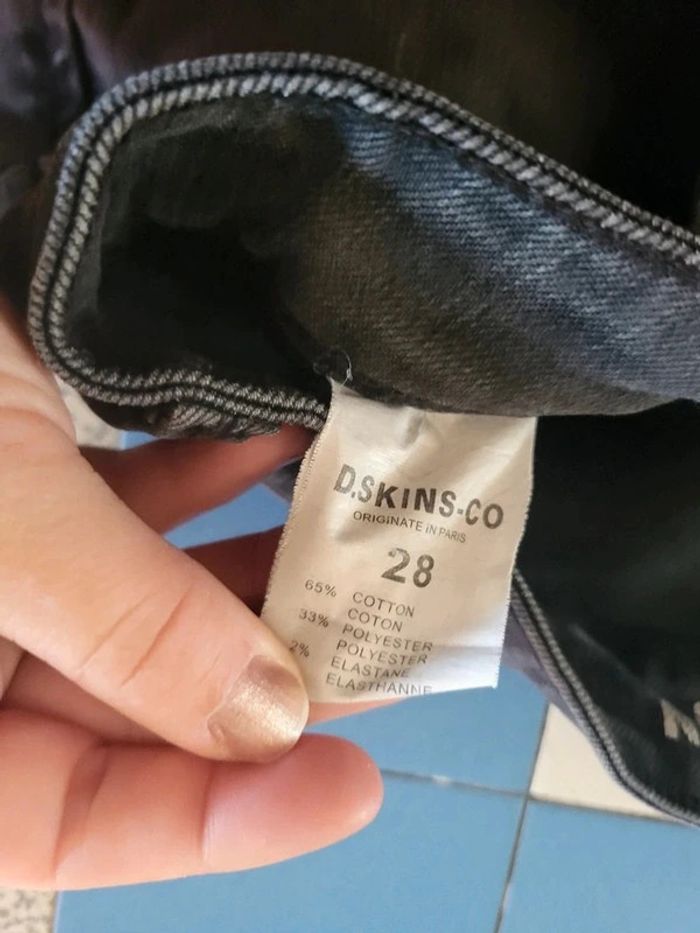 D.SKINS-CO
ORIGINATE iN PARIS
28
65% COTTON
COTON
33% POLYESTER
POLYESTER
2% ELASTANE
ELASTHANNE